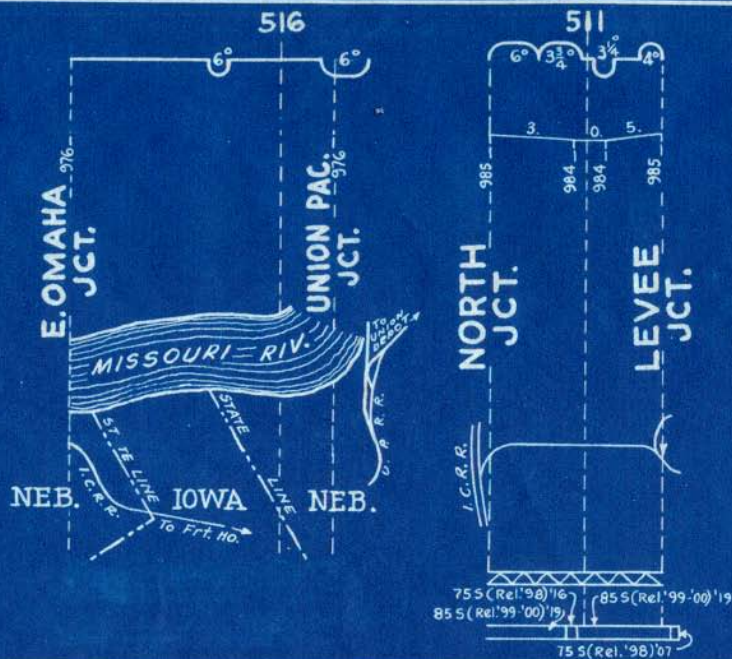 516
6°
6°
976
976
E. OMAHA
JCT.
UNION PAC.
JCT.
TO
UNION
DEPOT
MISSOURI-RIV.
ST. TE LINE
STATE
LINE
NEB.
I.C.R.R.
IOWA
To Frt. Ho.
NEB.
U. P. R. R.
511
6°
3¾°
3¼°
4°
3.
0.
5.
985
984
984
985
NORTH
JCT.
LEVEE
JCT.
I.C.R.R.
75 S (Rel.'98)'16
85 S (Rel.'99-'00)'19
85 S (Rel.'99-'00)'19
75 S (Rel.'98)'07